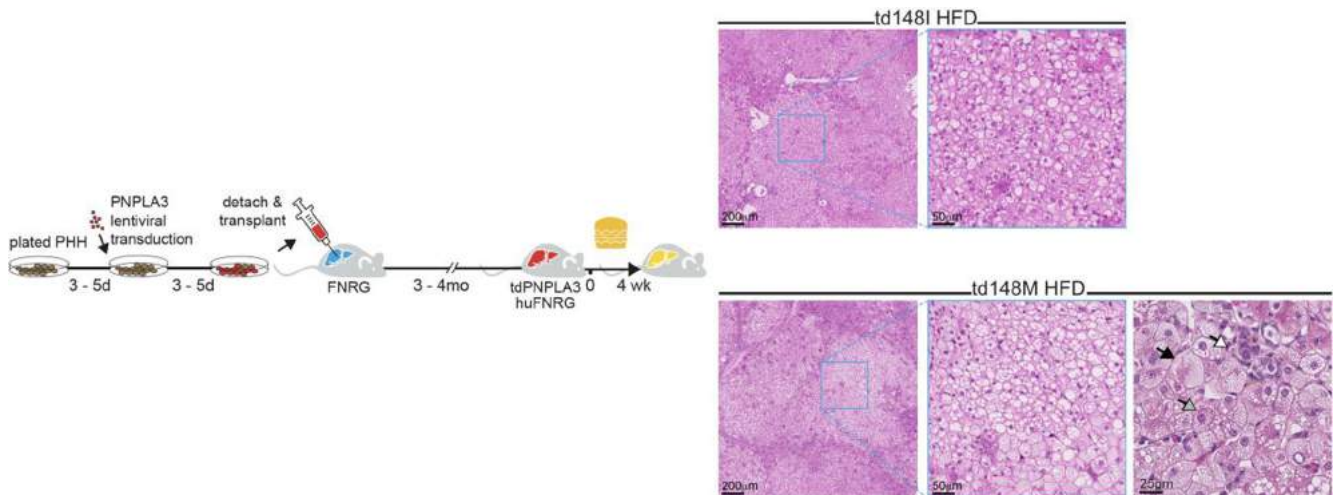 PNPLA3
lentiviral
transduction
detach &
transplant
plated PHH
3 - 5d
3 - 5d
FNRG
3 - 4mo
tdPNPLA3
huFNRG
0
4 wk
td148I HFD
200µm
50µm
td148M HFD
200µm
50µm
25µm